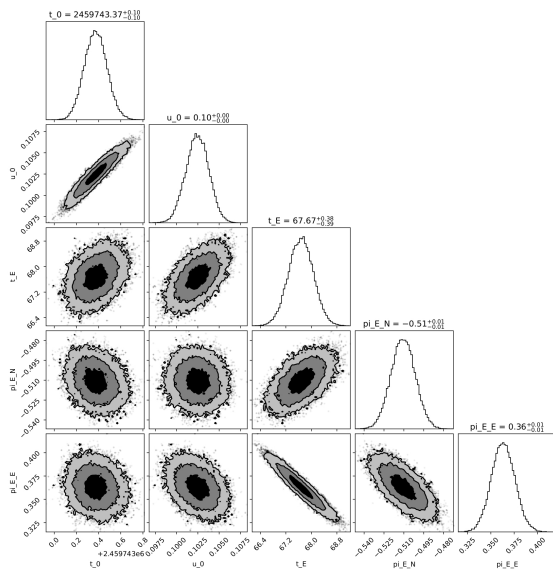 t_0 = 2459743.37+0.10 −0.10
u_0 = 0.10+0.00 −0.00
0.1075
0.1050
0.1025
0.1000
0.0975
u_0
t_E = 67.67+0.38 −0.39
68.8
68.0
67.2
66.4
t_E
pi_E_N = −0.51+0.01 −0.01
−0.480
−0.495
−0.510
−0.525
−0.540
pi_E_N
pi_E_E = 0.36+0.01 −0.01
0.400
0.375
0.350
0.325
pi_E_E
0.0 0.2 0.4 0.6 0.8
+2.459743e6
t_0
0.0975 0.1000 0.1025 0.1050 0.1075
u_0
66.4 67.2 68.0 68.8
t_E
−0.540 −0.525 −0.510 −0.495 −0.480
pi_E_N
0.325 0.350 0.375 0.400
pi_E_E